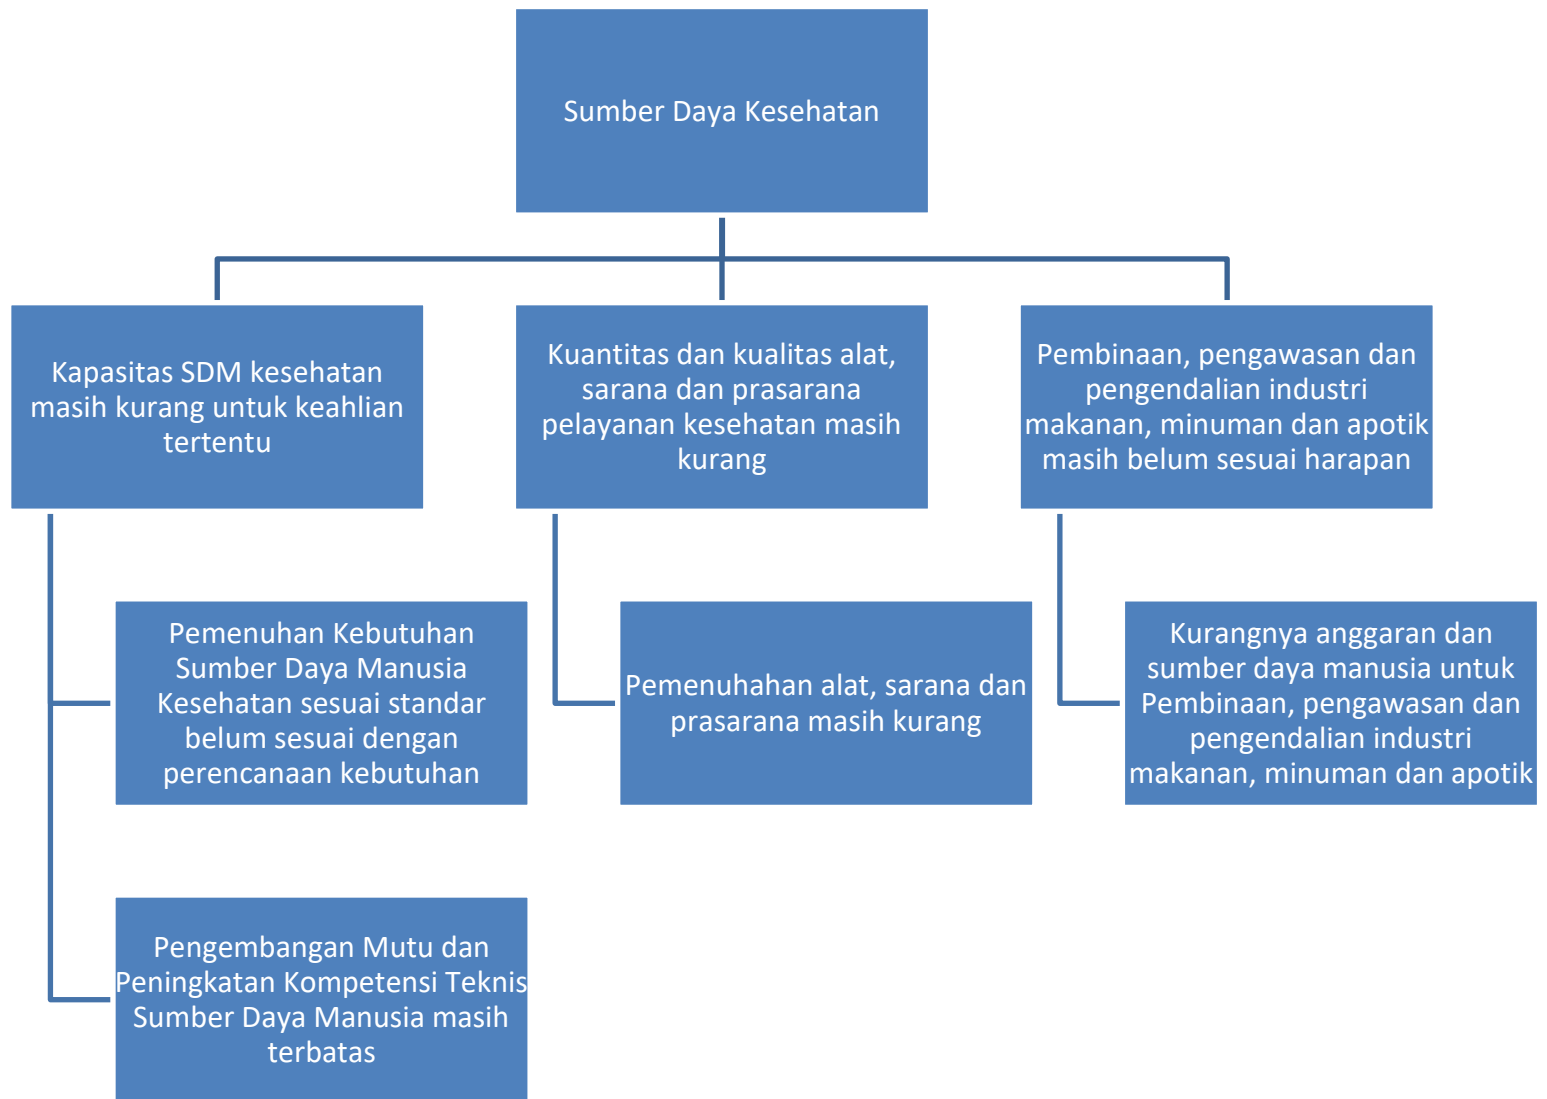 Sumber Daya Kesehatan
Kapasitas SDM kesehatan
masih kurang untuk keahlian
tertentu
Kuantitas dan kualitas alat,
sarana dan prasarana
pelayanan kesehatan masih
kurang
Pembinaan, pengawasan dan
pengendalian industri
makanan, minuman dan apotik
masih belum sesuai harapan
Pemenuhan Kebutuhan
Sumber Daya Manusia
Kesehatan sesuai standar
belum sesuai dengan
perencanaan kebutuhan
Pemenuhahan alat, sarana dan
prasarana masih kurang
Kurangnya anggaran dan
sumber daya manusia untuk
Pembinaan, pengawasan dan
pengendalian industri
makanan, minuman dan apotik
Pengembangan Mutu dan
Peningkatan Kompetensi Teknis
Sumber Daya Manusia masih
terbatas